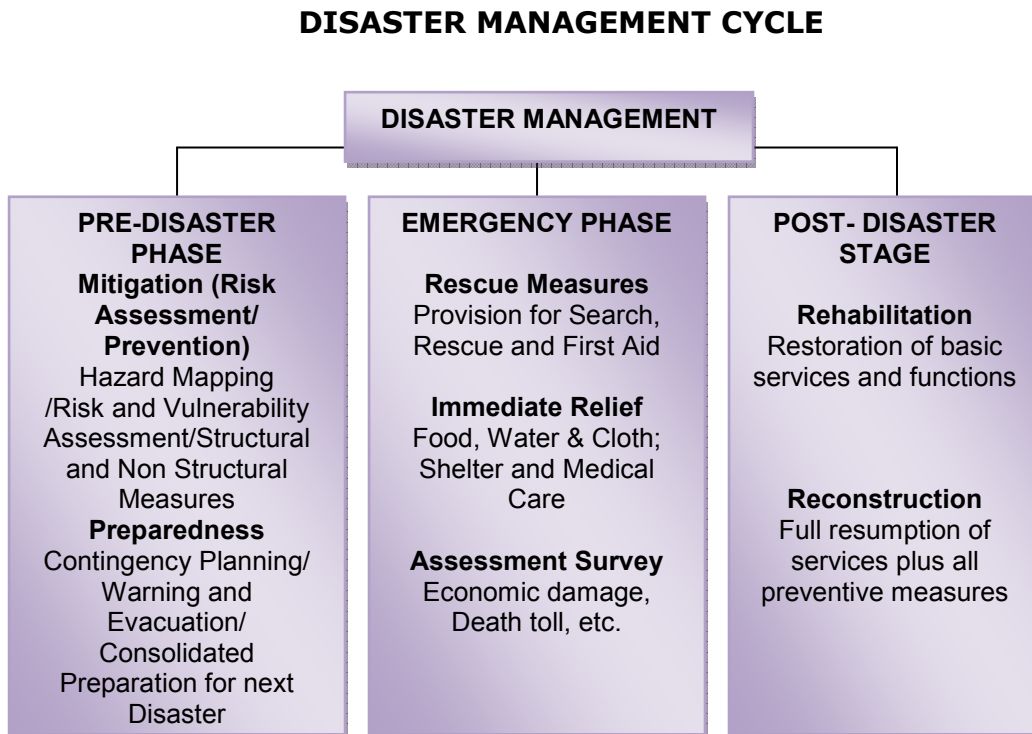 DISASTER MANAGEMENT CYCLE
DISASTER MANAGEMENT
PRE-DISASTER
PHASE
Mitigation (Risk
Assessment/
Prevention)
Hazard Mapping
/Risk and Vulnerability
Assessment/Structural
and Non Structural
Measures
Preparedness
Contingency Planning/
Warning and
Evacuation/
Consolidated
Preparation for next
Disaster
EMERGENCY PHASE
Rescue Measures
Provision for Search,
Rescue and First Aid
Immediate Relief
Food, Water & Cloth;
Shelter and Medical
Care
Assessment Survey
Economic damage,
Death toll, etc.
POST- DISASTER
STAGE
Rehabilitation
Restoration of basic
services and functions
Reconstruction
Full resumption of
services plus all
preventive measures